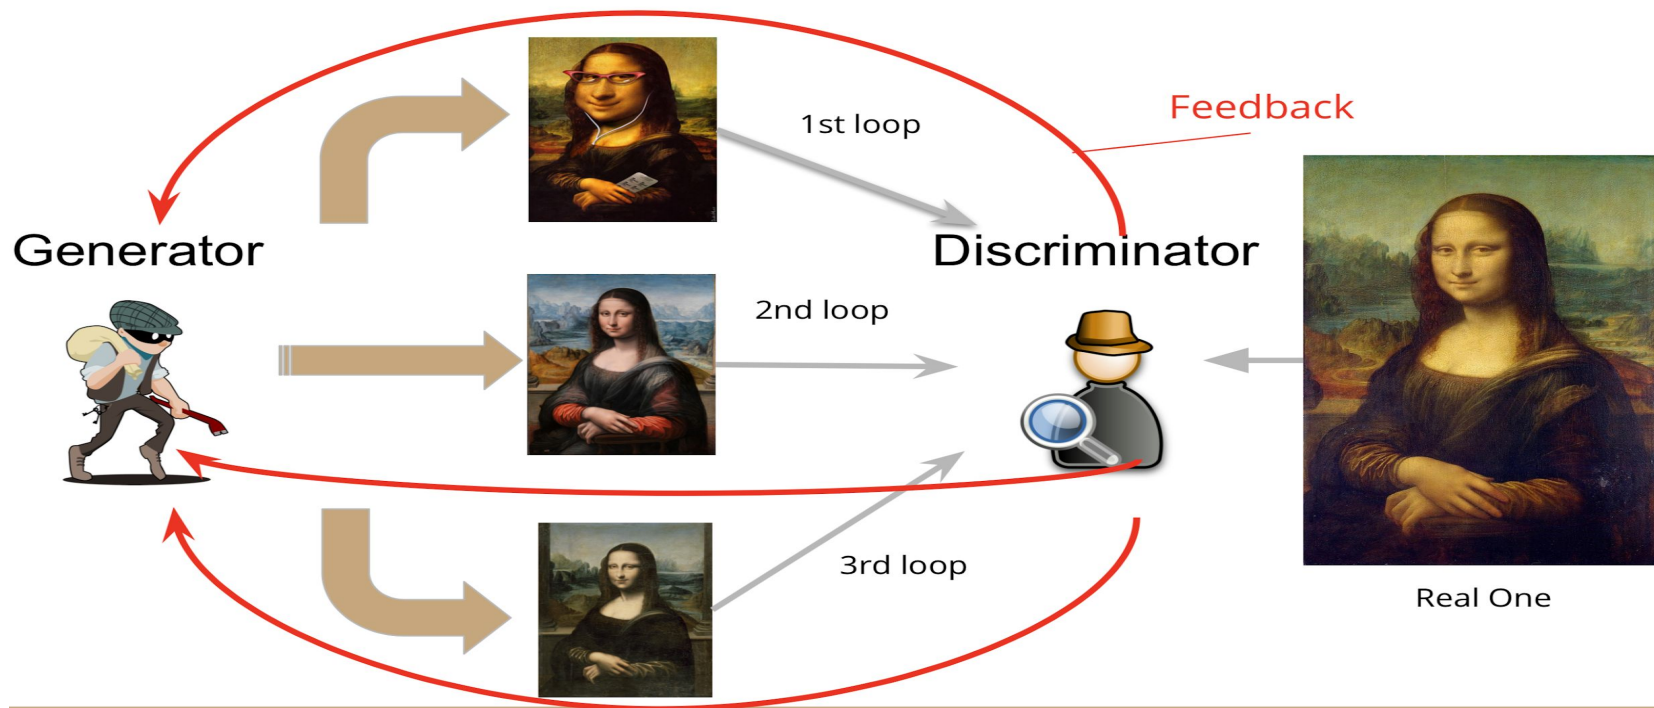 1st loop
Feedback
Generator
Discriminator
2nd loop
3rd loop
Real One